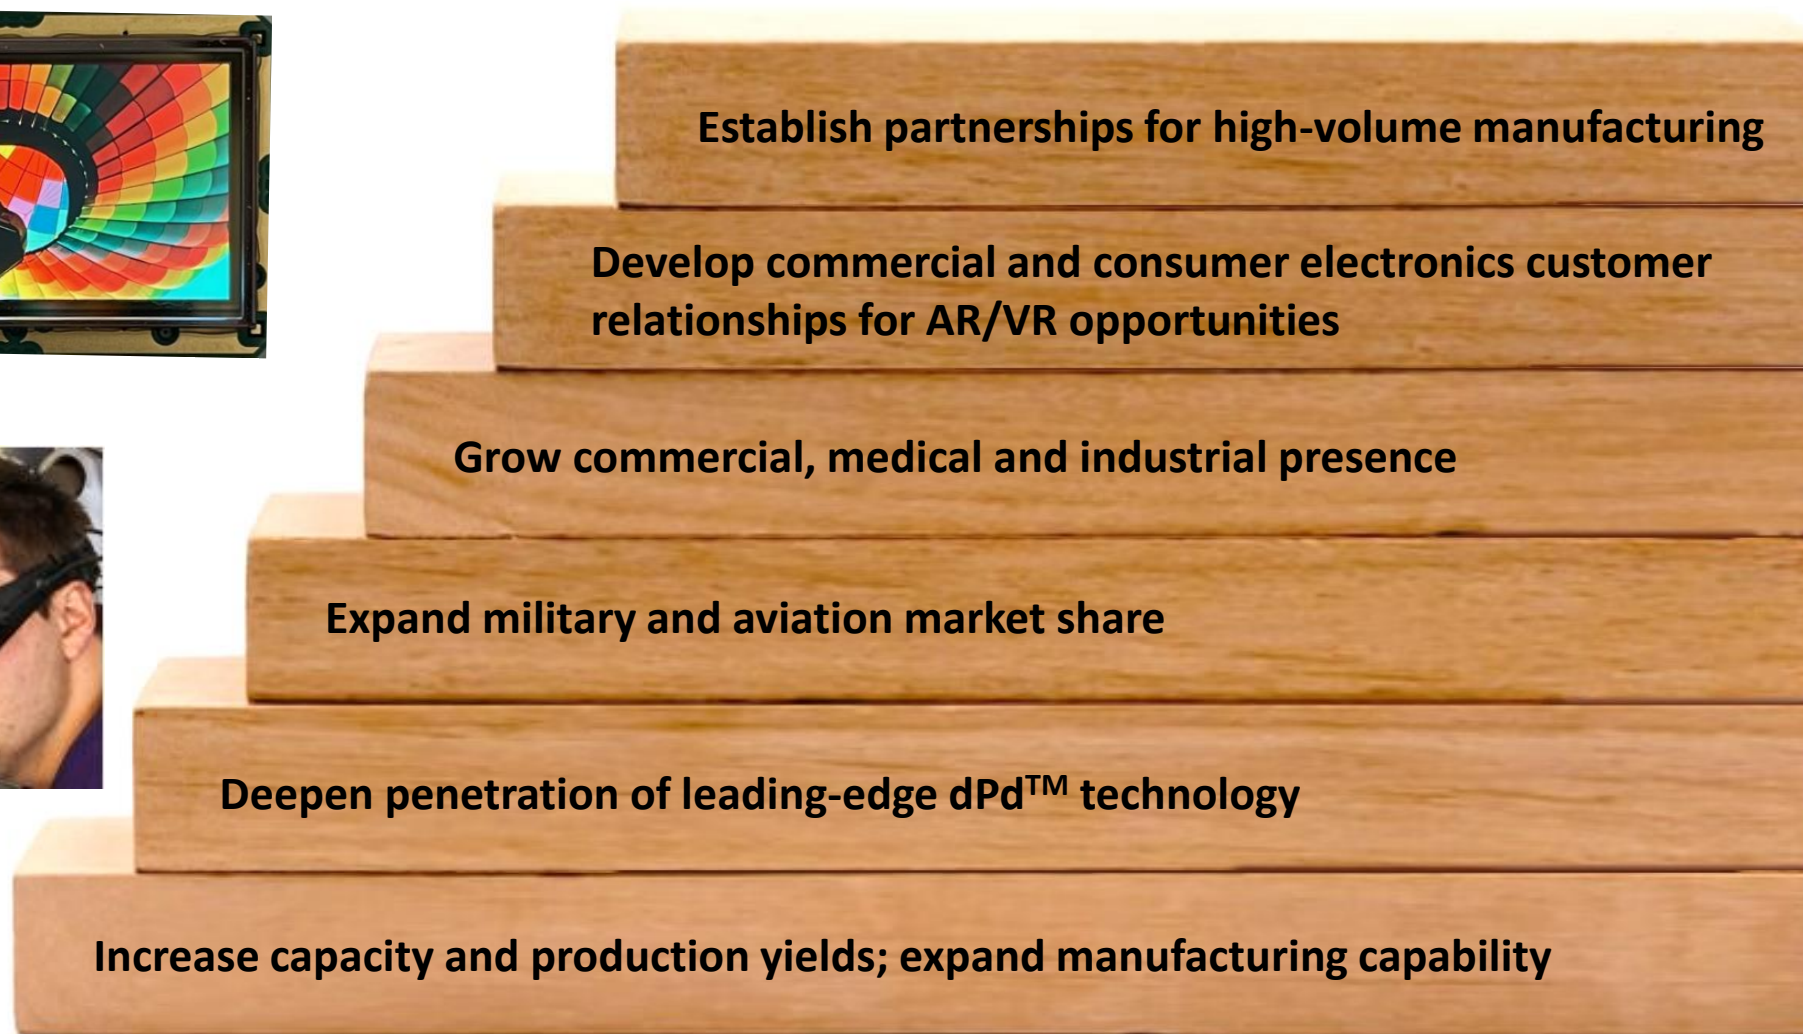 Establish partnerships for high-volume manufacturing
Develop commercial and consumer electronics customer
relationships for AR/VR opportunities
Grow commercial, medical and industrial presence
Expand military and aviation market share
Deepen penetration of leading-edge dPd™ technology
Increase capacity and production yields; expand manufacturing capability